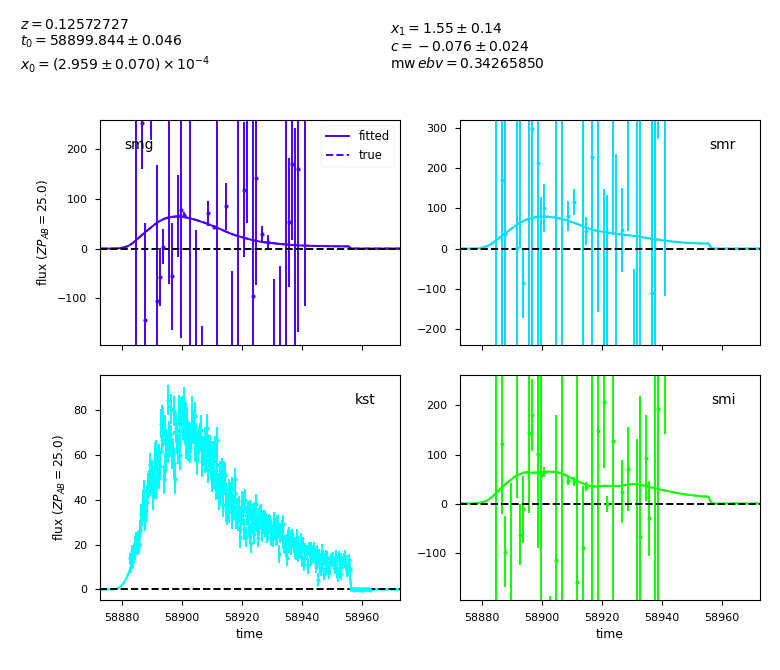 z = 0.12572727
t₀ = 58899.844 ± 0.046
x₀ = (2.959 ± 0.070) × 10⁻⁴
x₁ = 1.55 ± 0.14
c = −0.076 ± 0.024
mw ebv = 0.34265850
smg
fitted
true
200
100
0
−100
flux (ZP_AB = 25.0)
smr
300
200
100
0
−100
−200
kst
80
60
40
20
0
flux (ZP_AB = 25.0)
58880 58900 58920 58940 58960
time
smi
200
100
0
−100
58880 58900 58920 58940 58960
time